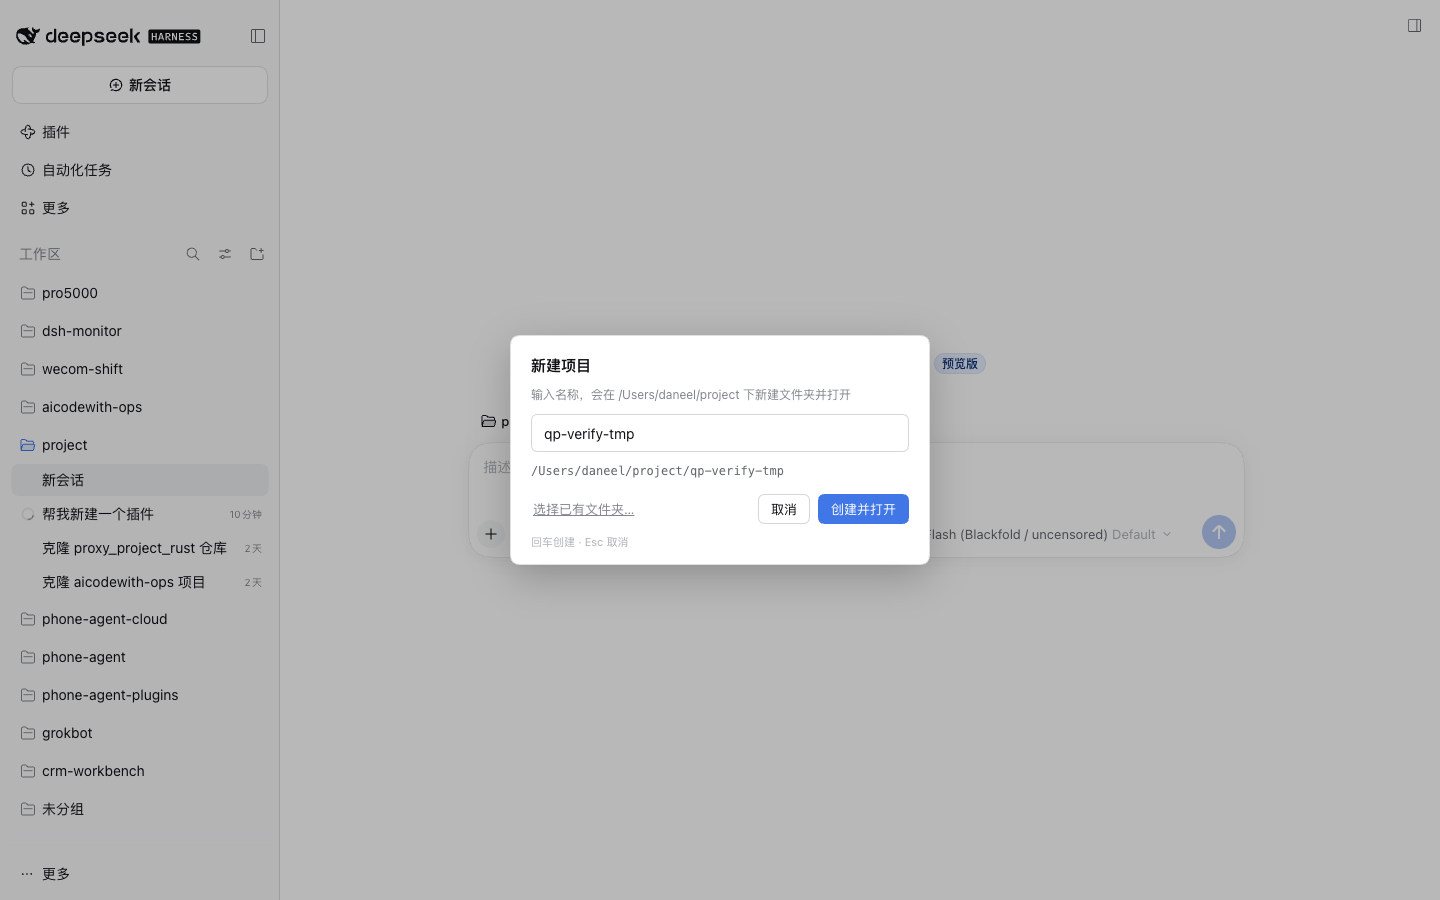 deepseek HARNESS
新会话
插件
自动化任务
更多
工作区
pro5000
dsh-monitor
wecom-shift
aicodewith-ops
project
新会话
帮我新建一个插件 10分钟
克隆 proxy_project_rust 仓库 2天
克隆 aicodewith-ops 项目 2天
phone-agent-cloud
phone-agent
phone-agent-plugins
grokbot
crm-workbench
未分组
更多
预览版
p
描述
新建项目
输入名称，会在 /Users/daneel/project 下新建文件夹并打开
qp-verify-tmp
/Users/daneel/project/qp-verify-tmp
选择已有文件夹...
取消
创建并打开
回车创建 · Esc 取消
lash (Blackfold / uncensored) Default